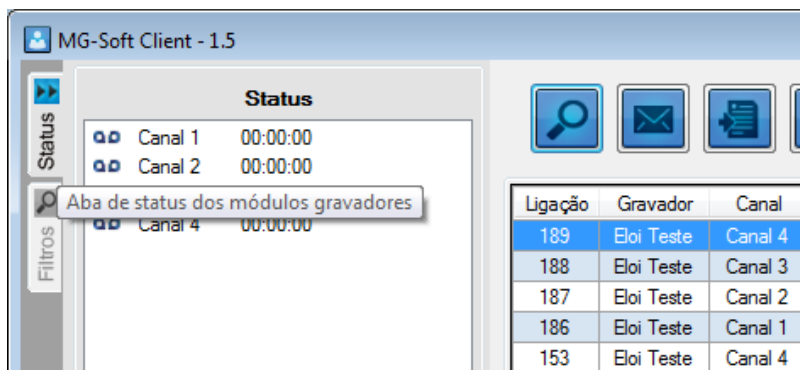 MG-Soft Client - 1.5
Status
Filtros
Status
Canal 1 00:00:00
Canal 2 00:00:00
Aba de status dos módulos gravadores
Canal 4 00:00:00
Ligação Gravador Canal
189 Eloi Teste Canal 4
188 Eloi Teste Canal 3
187 Eloi Teste Canal 2
186 Eloi Teste Canal 1
153 Eloi Teste Canal 4